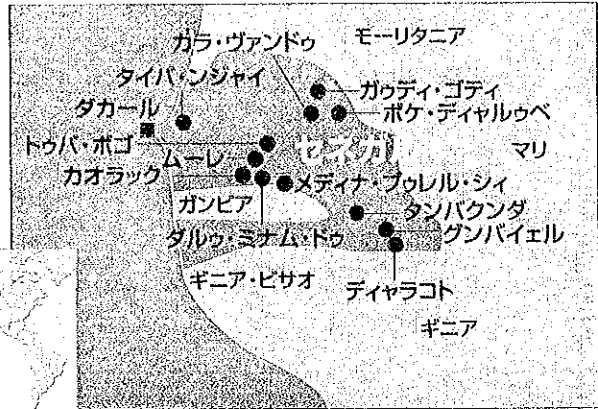 ガラ・ヴァンドゥ
モーリタニア
タイバ・ンジャイ
ガゥディ・ゴティ
ダカール
ボケ・ディャルゥベ
トゥバ・ボゴ
セネガル
マリ
ムーレ
カオラック
メディナ・ブゥレル・シィ
ガンビア
タンバクンダ
ダルゥ・ミナム・ドゥ
グンバイェル
ギニア・ビサオ
ディャラコト
ギニア